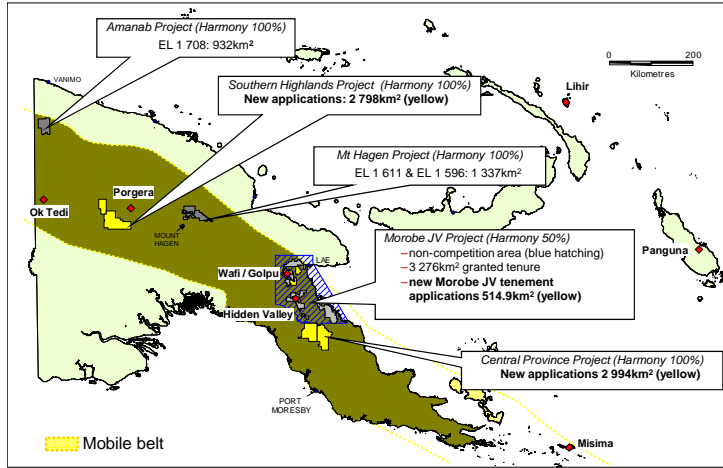 Amanab Project (Harmony 100%)
EL 1 708: 932km²
VANIMO
Southern Highlands Project (Harmony 100%)
New applications: 2 798km² (yellow)
0
200
Kilometres
Lihir
Mt Hagen Project (Harmony 100%)
EL 1 611 & EL 1 596: 1 337km²
Porgera
Ok Tedi
MOUNT
HAGEN
Morobe JV Project (Harmony 50%)
–non-competition area (blue hatching)
–3 276km² granted tenure
–new Morobe JV tenement
applications 514.9km² (yellow)
Panguna
LAE
Wafi / Golpu
Hidden Valley
Central Province Project (Harmony 100%)
New applications 2 994km² (yellow)
PORT
MORESBY
Misima
Mobile belt